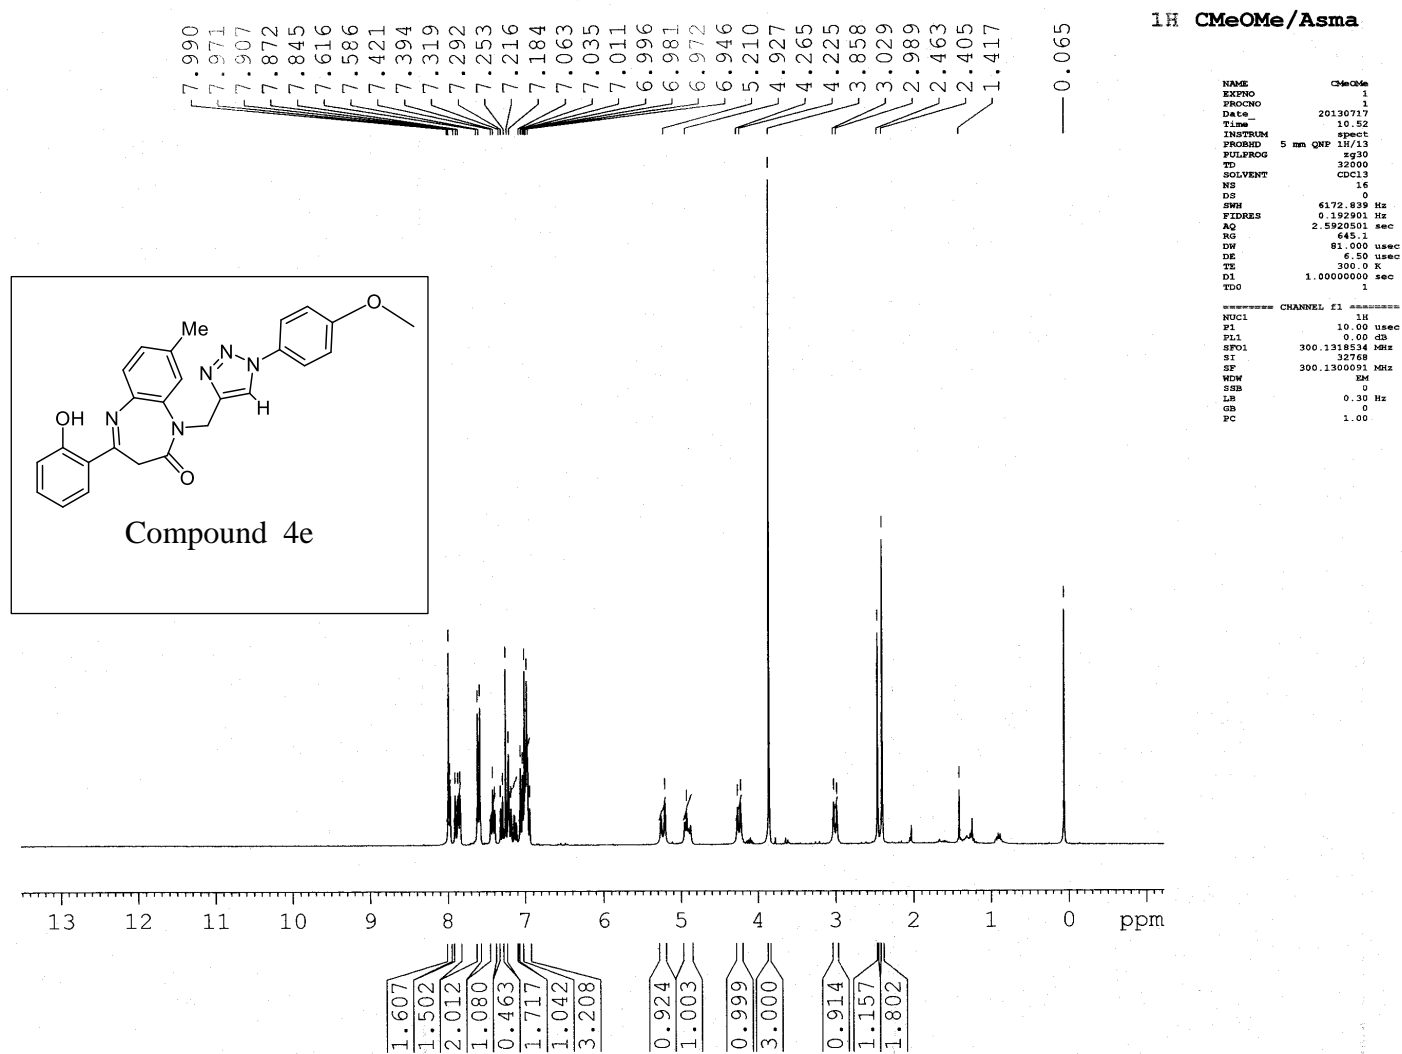 1H CMeOMe/Asma
7.990
7.971
7.907
7.872
7.845
7.616
7.586
7.421
7.394
7.319
7.292
7.253
7.216
7.184
7.063
7.035
7.011
6.996
6.981
6.972
6.946
5.210
4.927
4.265
4.225
3.858
3.029
2.989
2.463
2.405
1.417
0.065
NAME CMeOMe
EXPNO 1
PROCNO 1
Date_ 20130717
Time 10.52
INSTRUM spect
PROBHD 5 mm QNP 1H/13
PULPROG zg30
TD 32000
SOLVENT CDCl3
NS 16
DS 0
SWH 6172.839 Hz
FIDRES 0.192901 Hz
AQ 2.5920501 sec
RG 645.1
DW 81.000 usec
DE 6.50 usec
TE 300.0 K
D1 1.00000000 sec
TD0 1
======== CHANNEL f1 ========
NUC1 1H
P1 10.00 usec
PL1 0.00 dB
SFO1 300.1318534 MHz
SI 32768
SF 300.1300091 MHz
WDW EM
SSB 0
LB 0.30 Hz
GB 0
PC 1.00
O
Me
N
N
N
N
H
OH
N
N
O
Compound 4e
13 12 11 10 9 8 7 6 5 4 3 2 1 0 ppm
1.607
1.502
2.012
1.080
0.463
1.717
1.042
3.208
0.924
1.003
0.999
3.000
0.914
1.157
1.802